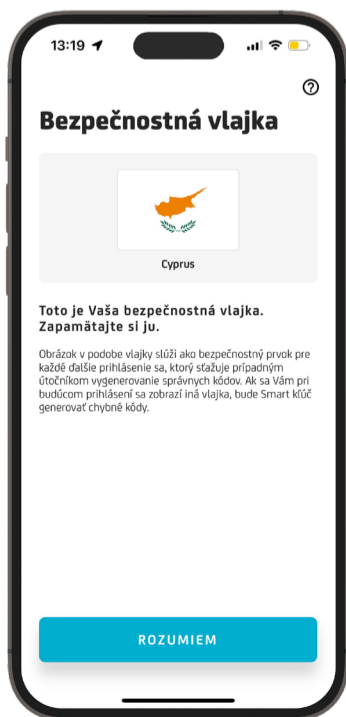 13:19
Bezpečnostná vlajka
Cyprus
Toto je Vaša bezpečnostná vlajka.
Zapamätajte si ju.
Obrázok v podobe vlajky slúži ako bezpečnostný prvok pre
každé ďalšie prihlásenie sa, ktorý sťažuje prípadným
útočníkom vygenerovanie správnych kódov. Ak sa Vám pri
budúcom prihlásení sa zobrazí iná vlajka, bude Smart kľúč
generovať chybné kódy.
ROZUMIEM